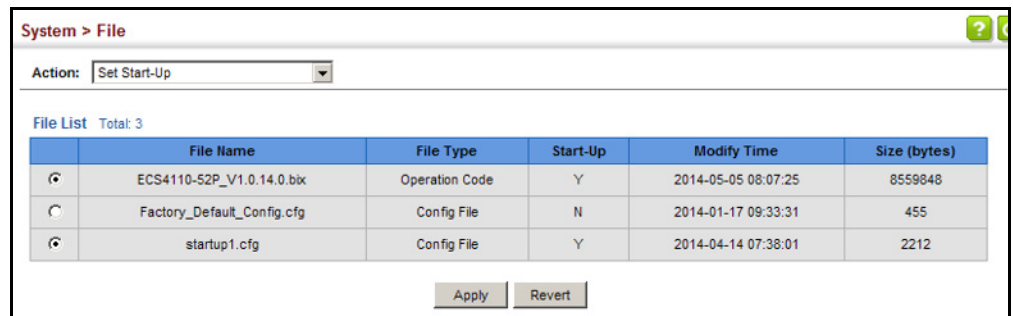 System > File
?
Action: Set Start-Up
File List Total: 3
File Name File Type Start-Up Modify Time Size (bytes)
ECS4110-52P_V1.0.14.0.bix Operation Code Y 2014-05-05 08:07:25 8559848
Factory_Default_Config.cfg Config File N 2014-01-17 09:33:31 455
startup1.cfg Config File Y 2014-04-14 07:38:01 2212
Apply Revert